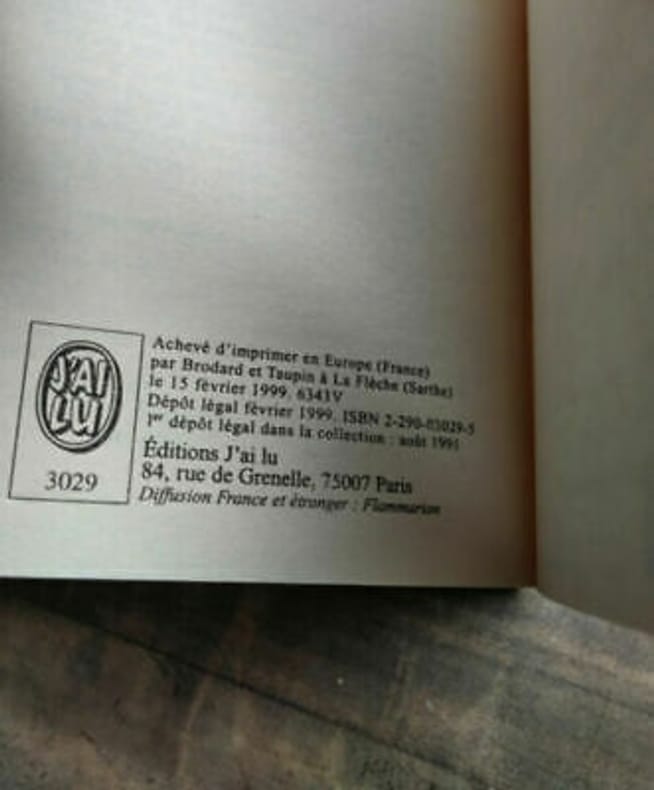 J'AI
LU
3029
Achevé d'imprimer en Europe (France)
par Brodard et Taupin à La Flèche (Sarthe)
le 15 février 1999. 6343V
Dépôt légal février 1999. ISBN 2-290-03029-5
1er dépôt légal dans la collection : août 1991
Éditions J'ai lu
84, rue de Grenelle, 75007 Paris
Diffusion France et étranger : Flammarion